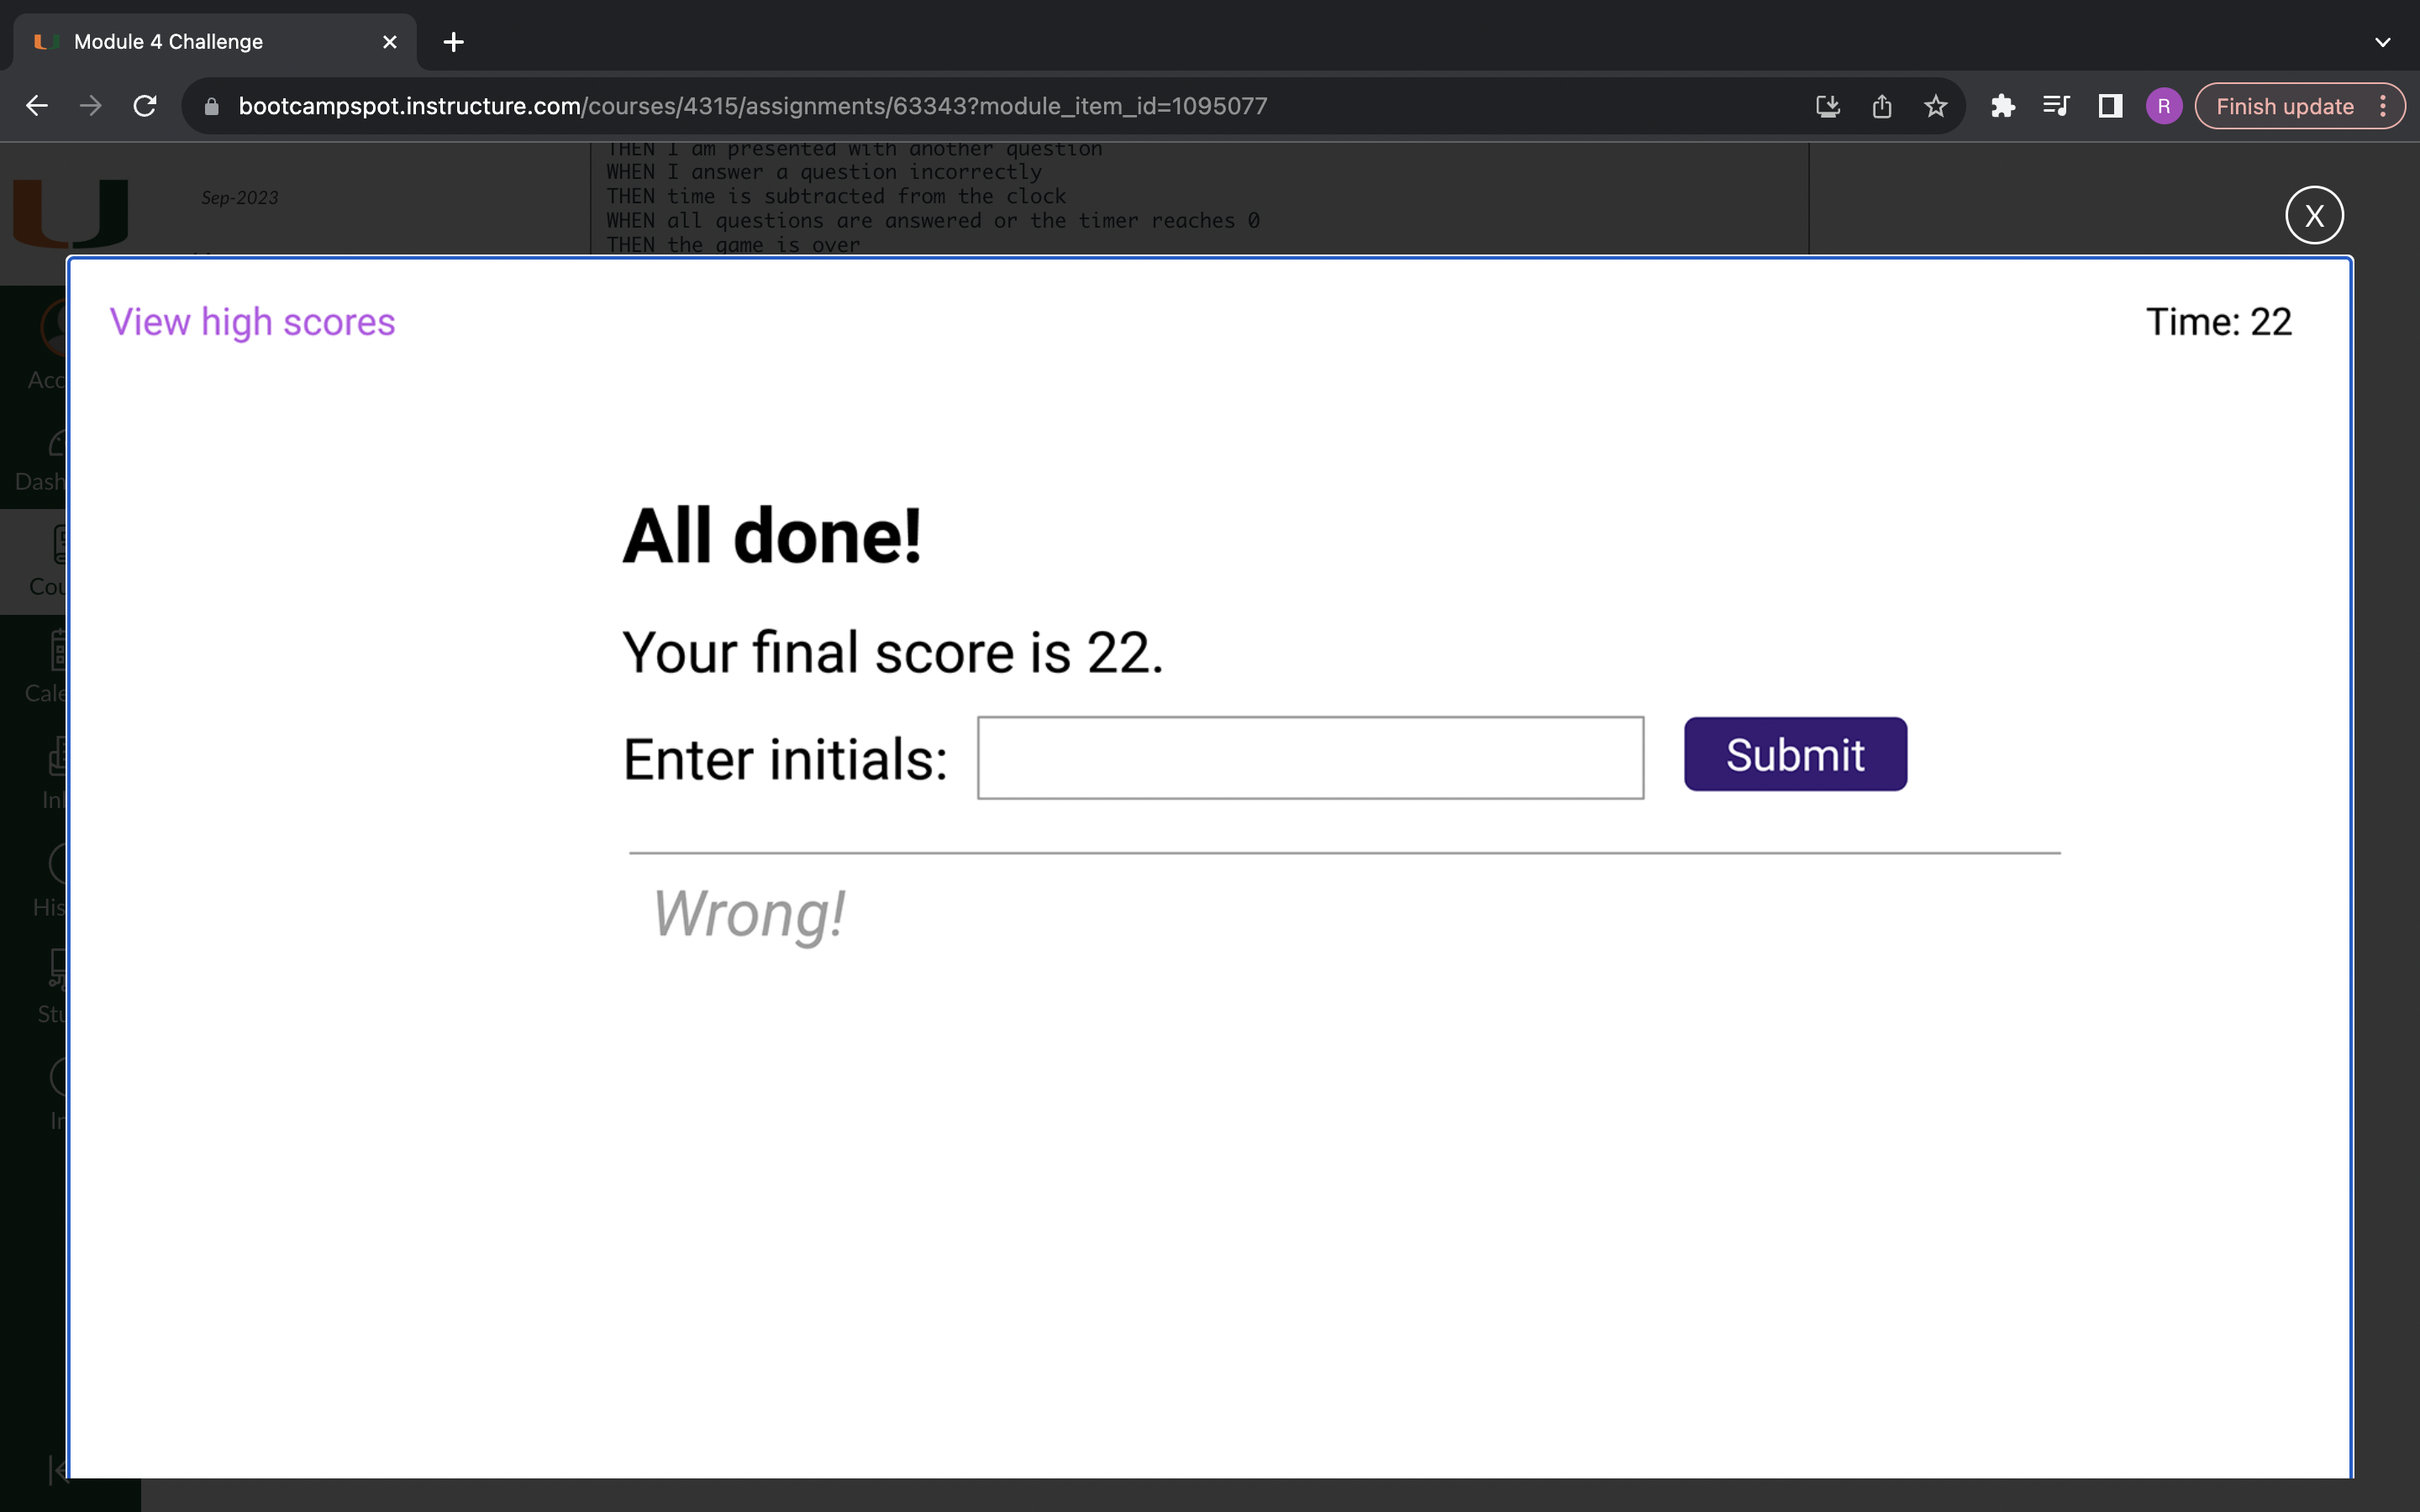 Module 4 Challenge
bootcampspot.instructure.com/courses/4315/assignments/63343?module_item_id=1095077
R
Finish update
THEN I am presented with another question
WHEN I answer a question incorrectly
THEN time is subtracted from the clock
WHEN all questions are answered or the timer reaches 0
THEN the game is over
Sep-2023
X
View high scores
Time: 22
All done!
Your final score is 22.
Enter initials:
Submit
Wrong!
Acc
Dash
Cou
Cale
In
His
Stu